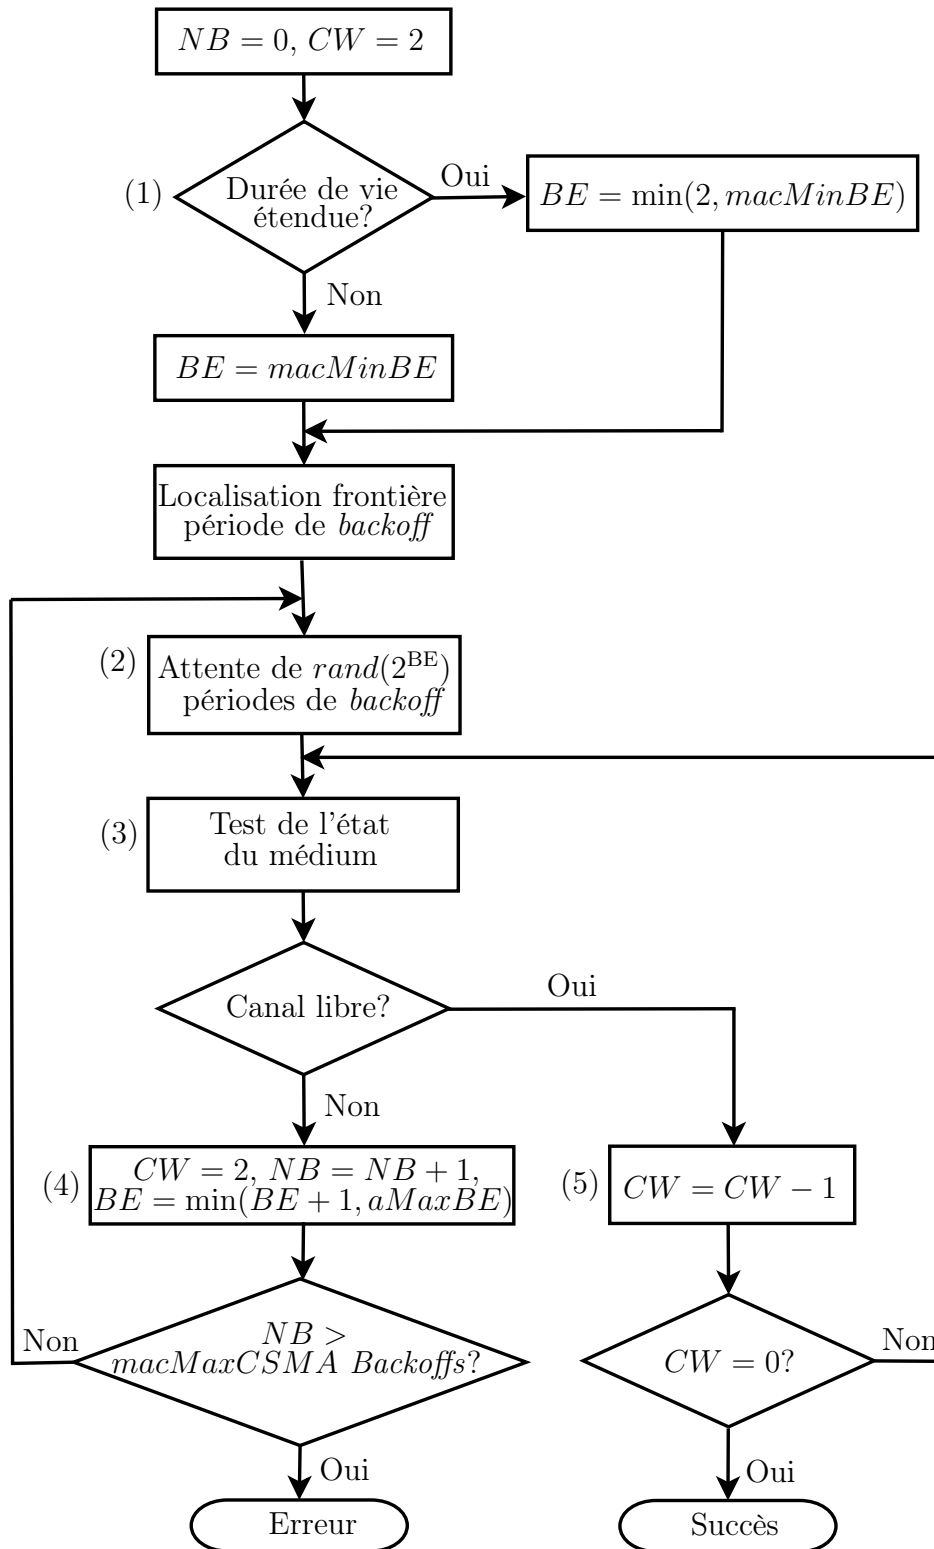 NB = 0, CW = 2
(1)
Durée de vie
étendue?
Oui
BE = min(2, macMinBE)
Non
BE = macMinBE
Localisation frontière
période de backoff
(2)
Attente de rand(2^BE)
périodes de backoff
(3)
Test de l'état
du médium
Canal libre?
Oui
Non
(4)
CW = 2, NB = NB + 1,
BE = min(BE + 1, aMaxBE)
(5)
CW = CW − 1
Non
NB >
macMaxCSMA Backoffs?
CW = 0?
Non
Oui
Oui
Erreur
Succès